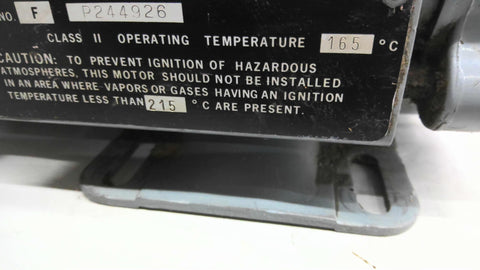 NO. F P244926
CLASS II OPERATING TEMPERATURE 165 °C
CAUTION: TO PREVENT IGNITION OF HAZARDOUS
ATMOSPHERES, THIS MOTOR SHOULD NOT BE INSTALLED
IN AN AREA WHERE VAPORS OR GASES HAVING AN IGNITION
TEMPERATURE LESS THAN 215 °C ARE PRESENT.